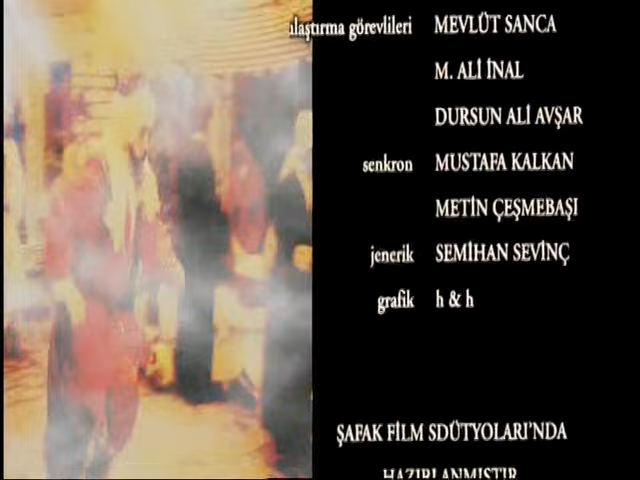 görevlileri MEVLÜT SANCA
M. ALİ İNAL
DURSUN ALİ AVŞAR
senkron MUSTAFA KALKAN
METİN ÇEŞMEBAŞI
jenerik SEMİHAN SEVİNÇ
grafik h & h
ŞAFAK FİLM SDÜTYOLARI'NDA
HAZIRLANMIŞTIR